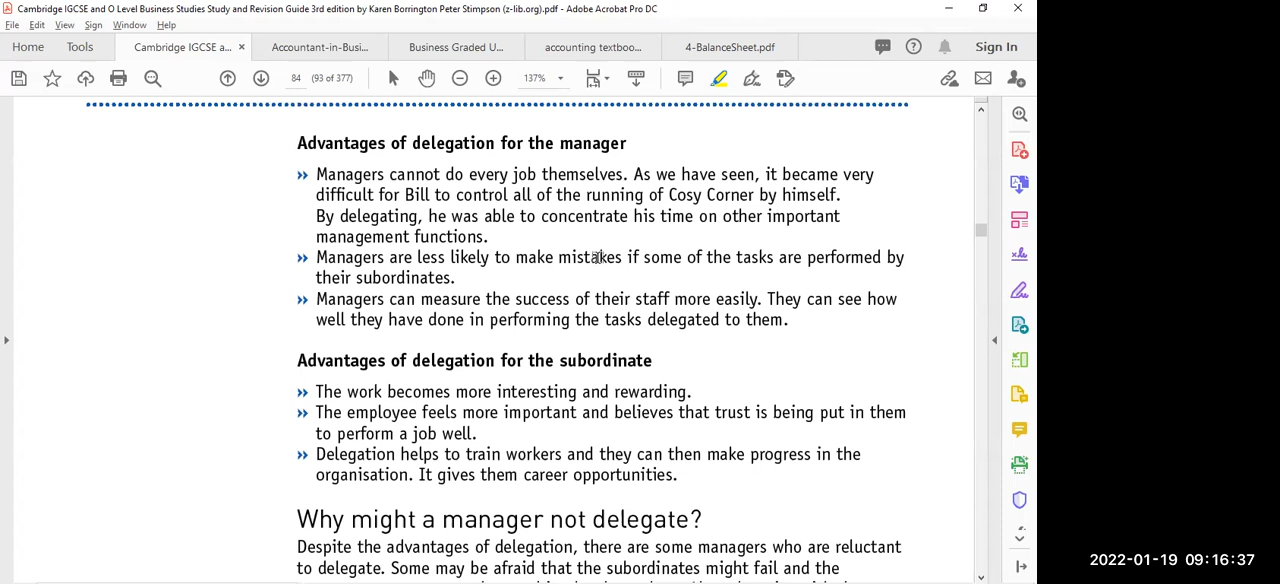 Cambridge IGCSE and O Level Business Studies Study and Revision Guide 3rd edition by Karen Borrington Peter Stimpson (z-lib.org).pdf - Adobe Acrobat Pro DC
File Edit View Sign Window Help
Home Tools Cambridge IGCSE a... Accountant-in-Busi... Business Graded U... accounting textboo... 4-BalanceSheet.pdf Sign In
84 (93 of 377) 137%
Advantages of delegation for the manager
›› Managers cannot do every job themselves. As we have seen, it became very
difficult for Bill to control all of the running of Cosy Corner by himself.
By delegating, he was able to concentrate his time on other important
management functions.
›› Managers are less likely to make mistakes if some of the tasks are performed by
their subordinates.
›› Managers can measure the success of their staff more easily. They can see how
well they have done in performing the tasks delegated to them.
Advantages of delegation for the subordinate
›› The work becomes more interesting and rewarding.
›› The employee feels more important and believes that trust is being put in them
to perform a job well.
›› Delegation helps to train workers and they can then make progress in the
organisation. It gives them career opportunities.
Why might a manager not delegate?
Despite the advantages of delegation, there are some managers who are reluctant
to delegate. Some may be afraid that the subordinates might fail and the
2022-01-19 09:16:37